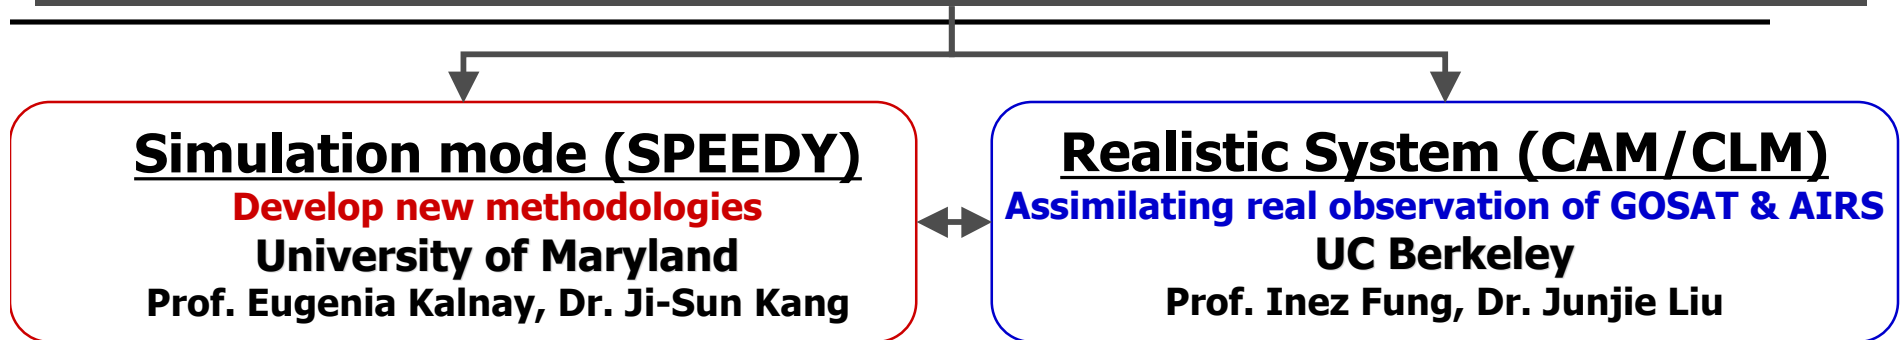 Simulation mode (SPEEDY)
Develop new methodologies
University of Maryland
Prof. Eugenia Kalnay, Dr. Ji-Sun Kang
Realistic System (CAM/CLM)
Assimilating real observation of GOSAT & AIRS
UC Berkeley
Prof. Inez Fung, Dr. Junjie Liu